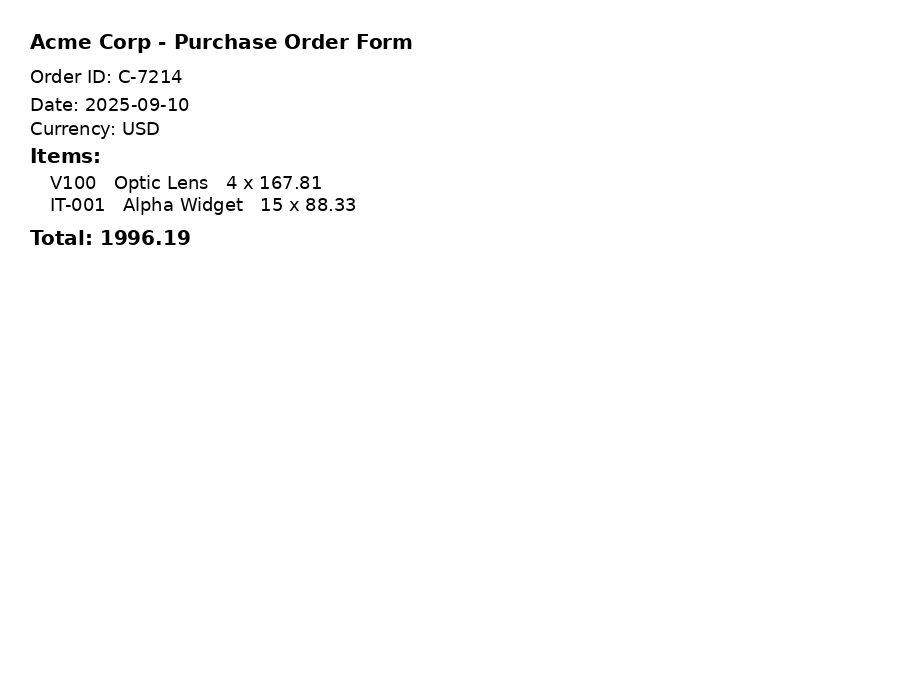 Acme Corp - Purchase Order Form
Order ID: C-7214
Date: 2025-09-10
Currency: USD
Items:
V100   Optic Lens   4 x 167.81
IT-001   Alpha Widget   15 x 88.33
Total: 1996.19